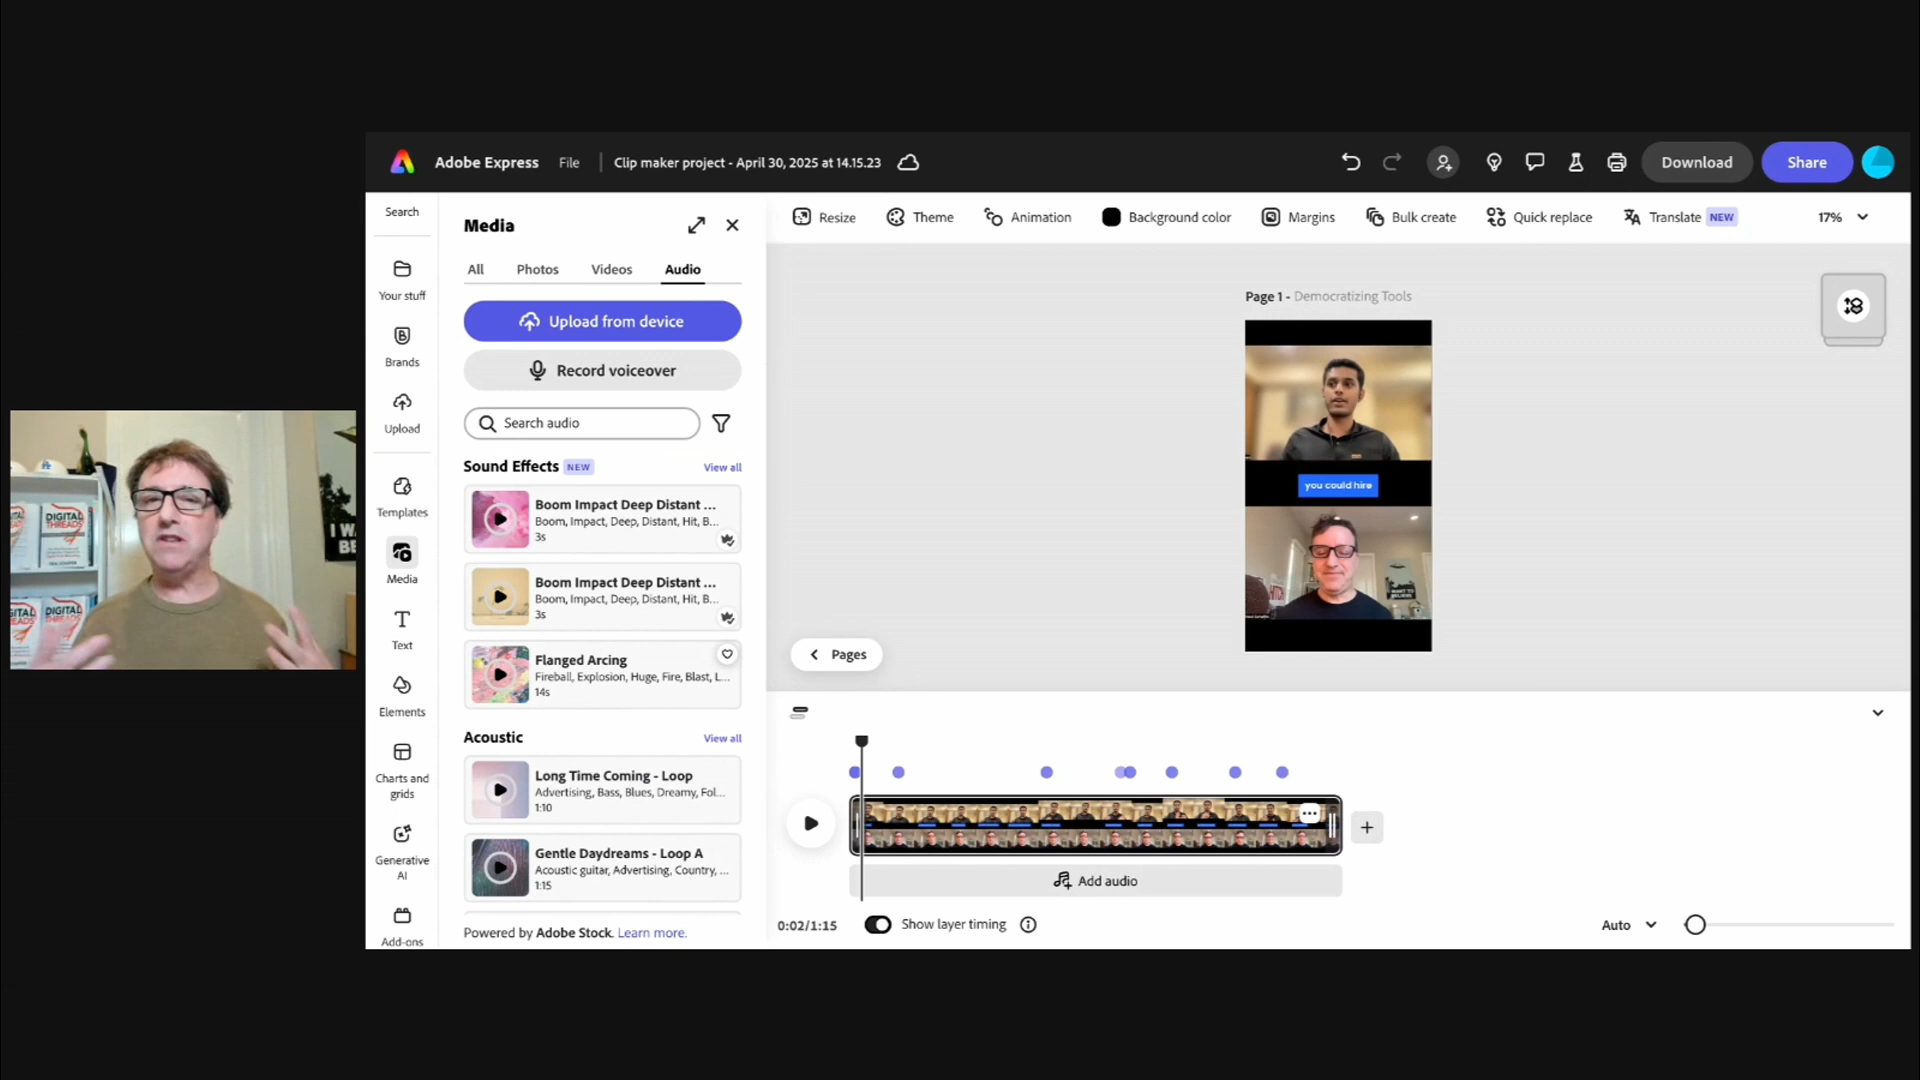 Adobe Express
File
Clip maker project - April 30, 2025 at 14.15.23
Download
Share
Search
Your stuff
Brands
Upload
Templates
Media
Text
Elements
Charts and
grids
Generative
AI
Add-ons
Media
All
Photos
Videos
Audio
Upload from device
Record voiceover
Search audio
Sound Effects NEW
View all
Boom Impact Deep Distant ...
Boom, Impact, Deep, Distant, Hit, B...
3s
Boom Impact Deep Distant ...
Boom, Impact, Deep, Distant, Hit, B...
3s
Flanged Arcing
Fireball, Explosion, Huge, Fire, Blast, L...
14s
Acoustic
View all
Long Time Coming - Loop
Advertising, Bass, Blues, Dreamy, Fol...
1:10
Gentle Daydreams - Loop A
Acoustic guitar, Advertising, Country, ...
1:15
Powered by Adobe Stock. Learn more.
Resize
Theme
Animation
Background color
Margins
Bulk create
Quick replace
Translate NEW
17%
Page 1 - Democratizing Tools
you could hire
Pages
Add audio
0:02/1:15
Show layer timing
Auto
DIGITAL
THREADS
DIGITAL
I WA
BE